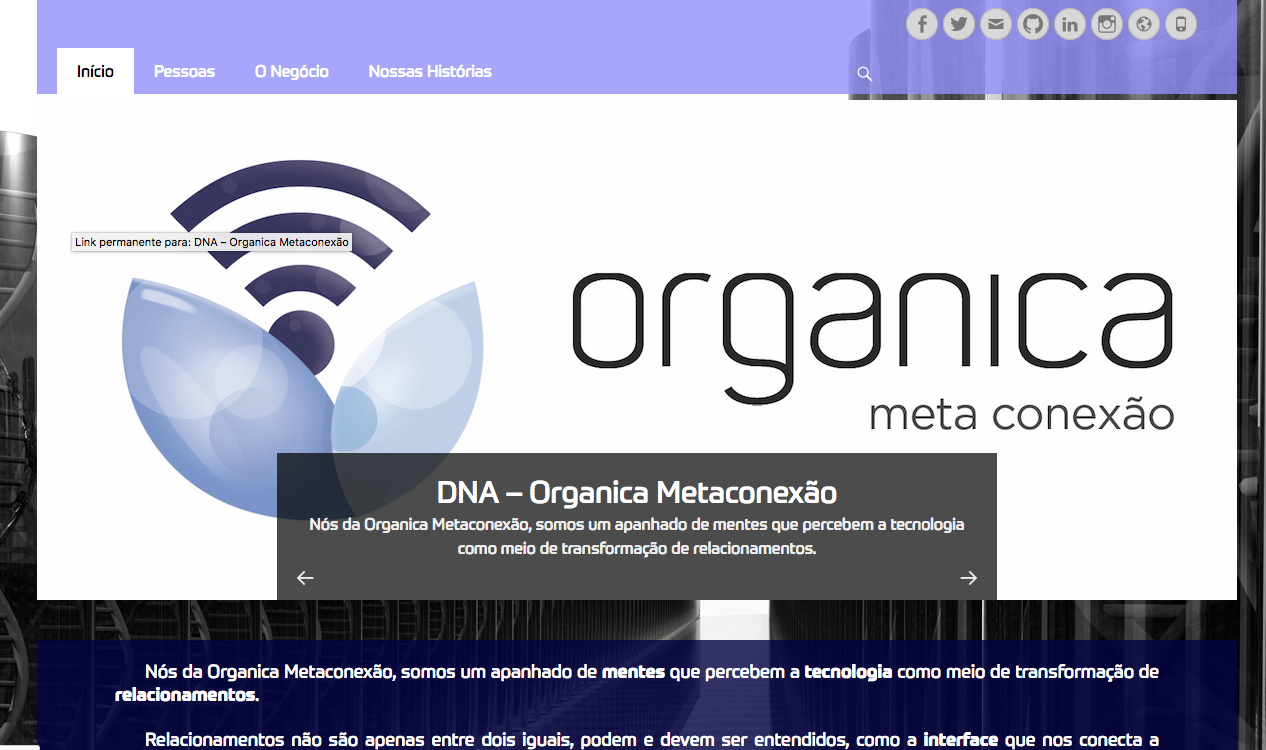 Início Pessoas O Negócio Nossas Histórias
Link permanente para: DNA – Organica Metaconexão
organica
meta conexão
DNA – Organica Metaconexão
Nós da Organica Metaconexão, somos um apanhado de mentes que percebem a tecnologia
como meio de transformação de relacionamentos.
Nós da Organica Metaconexão, somos um apanhado de mentes que percebem a tecnologia como meio de transformação de
relacionamentos.
Relacionamentos não são apenas entre dois iguais, podem e devem ser entendidos, como a interface que nos conecta a